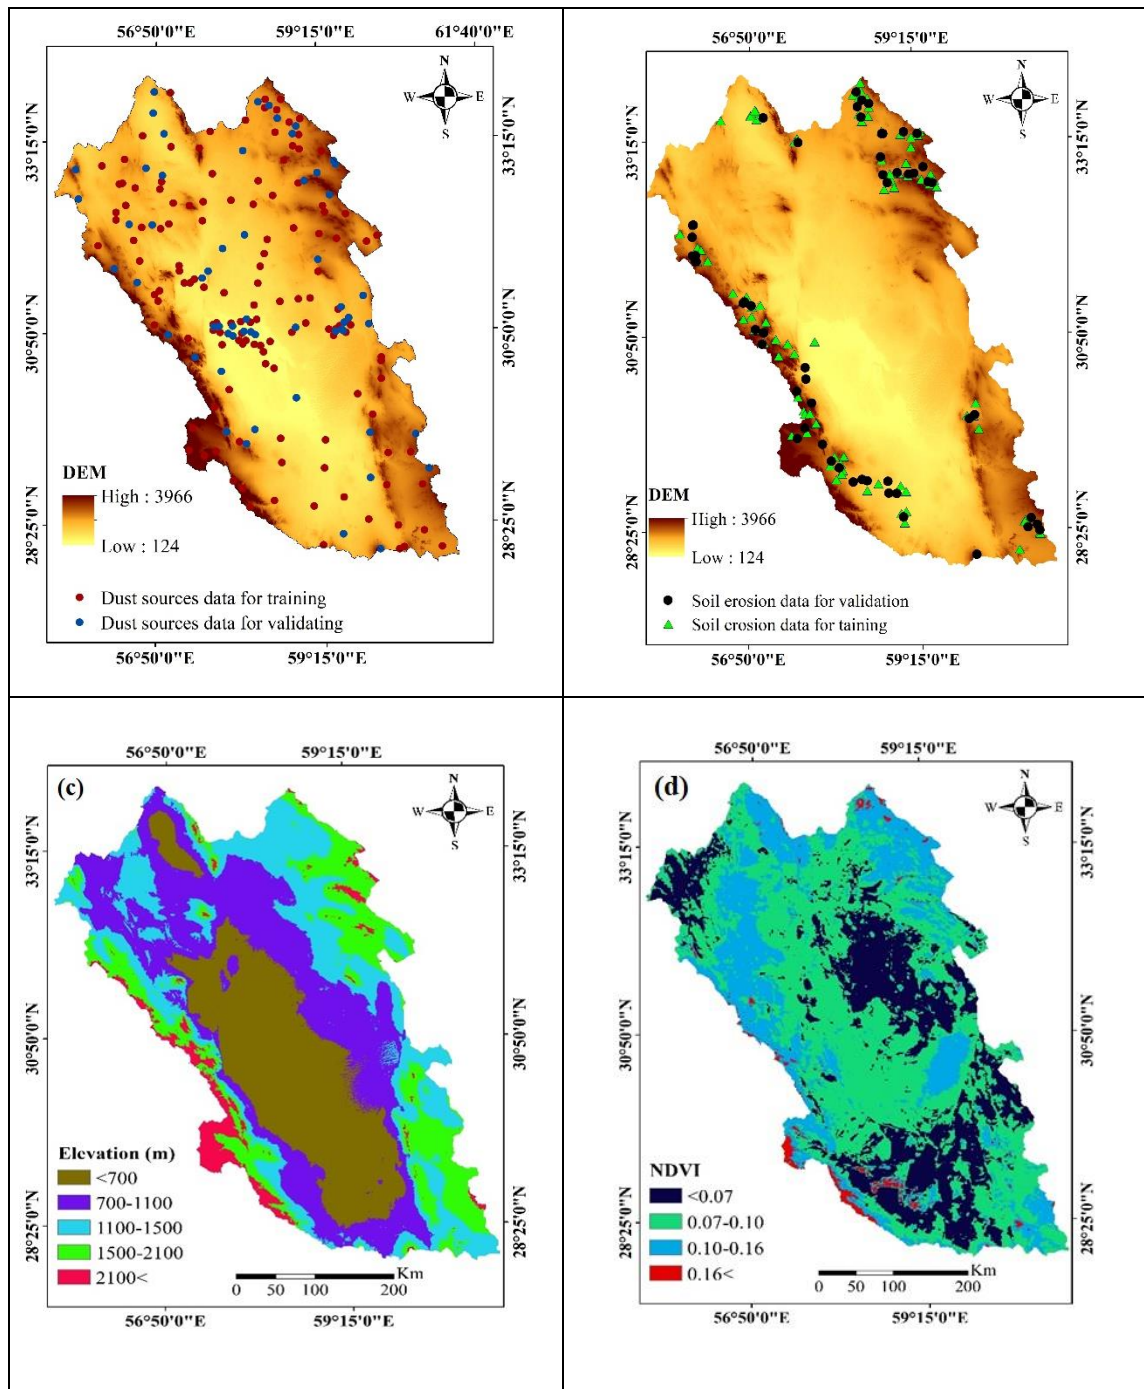 56°50'0"E 59°15'0"E 61°40'0"E
N
W E
S
33°15'0"N 33°15'0"N
30°50'0"N 30°50'0"N
28°25'0"N 28°25'0"N
DEM
High : 3966
Low : 124
Dust sources data for training
Dust sources data for validating
56°50'0"E 59°15'0"E
56°50'0"E 59°15'0"E
N
W E
S
33°15'0"N 33°15'0"N
30°50'0"N 30°50'0"N
28°25'0"N 28°25'0"N
DEM
High : 3966
Low : 124
Soil erosion data for validation
Soil erosion data for taining
56°50'0"E 59°15'0"E
56°50'0"E 59°15'0"E
(c)
N
W E
S
33°15'0"N 33°15'0"N
30°50'0"N 30°50'0"N
28°25'0"N 28°25'0"N
Elevation (m)
<700
700-1100
1100-1500
1500-2100
2100<
Km
0 50 100 200
56°50'0"E 59°15'0"E
56°50'0"E 59°15'0"E
(d)
N
W E
S
33°15'0"N 33°15'0"N
30°50'0"N 30°50'0"N
28°25'0"N 28°25'0"N
NDVI
<0.07
0.07-0.10
0.10-0.16
0.16<
Km
0 50 100 200
56°50'0"E 59°15'0"E